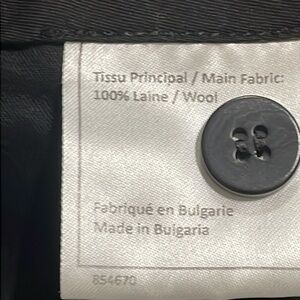 Tissu Principal / Main Fabric:
100% Laine / Wool
Fabriqué en Bulgarie
Made in Bulgaria
854670